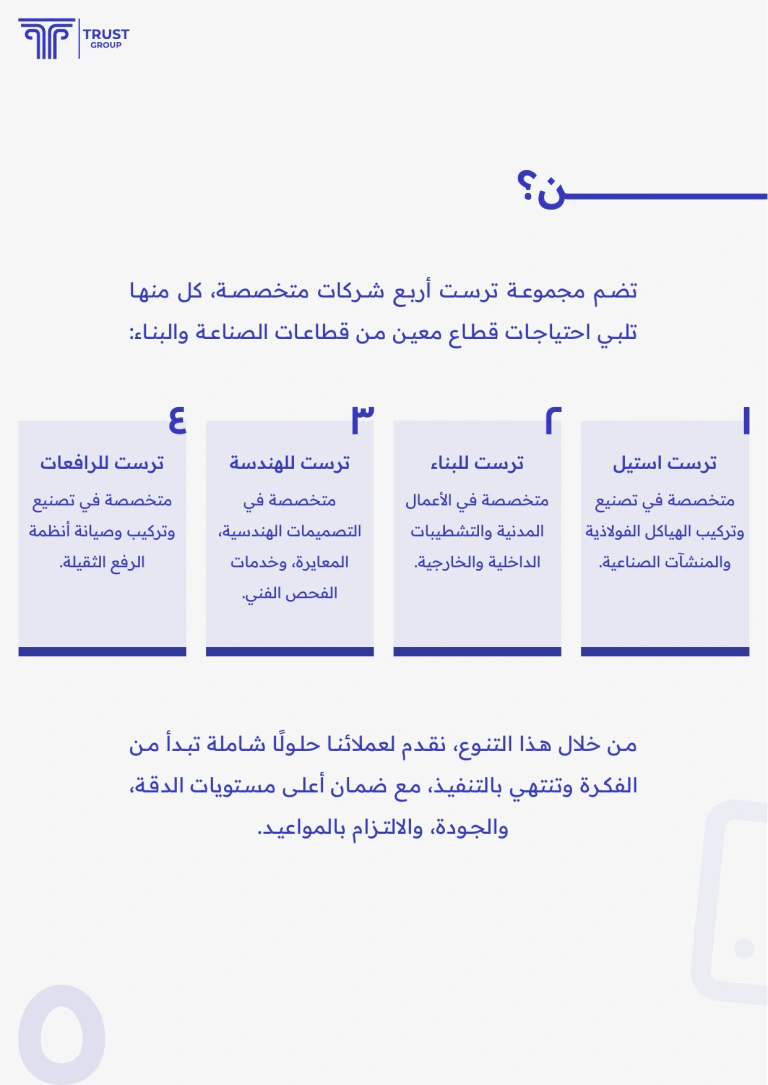 TRUST
GROUP
ن؟
تضم مجموعة ترست أربع شركات متخصصة، كل منها
تلبي احتياجات قطاع معين من قطاعات الصناعة والبناء:
١
ترست استيل
متخصصة في تصنيع
وتركيب الهياكل الفولاذية
والمنشآت الصناعية.
٢
ترست للبناء
متخصصة في الأعمال
المدنية والتشطيبات
الداخلية والخارجية.
٣
ترست للهندسة
متخصصة في
التصميمات الهندسية،
المعايرة، وخدمات
الفحص الفني.
٤
ترست للرافعات
متخصصة في تصنيع
وتركيب وصيانة أنظمة
الرفع الثقيلة.
من خلال هذا التنوع، نقدم لعملائنا حلولًا شاملة تبدأ من
الفكرة وتنتهي بالتنفيذ، مع ضمان أعلى مستويات الدقة،
والجودة، والالتزام بالمواعيد.
٥